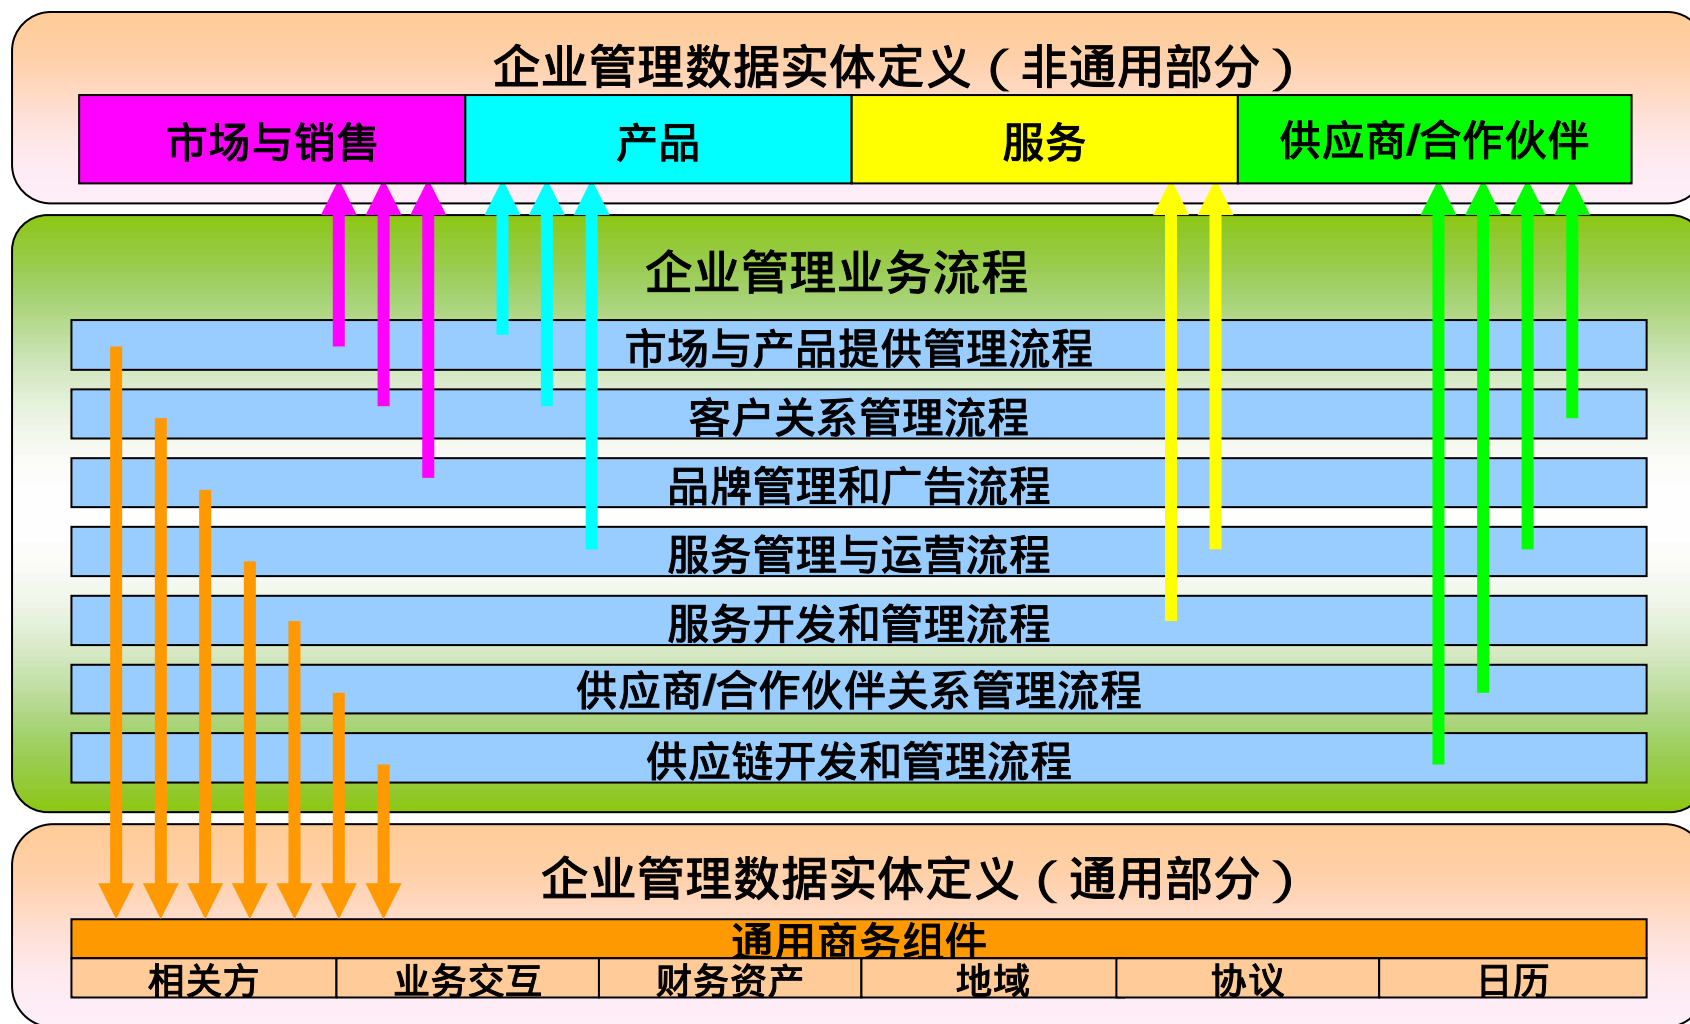 企业管理数据实体定义（非通用部分）
市场与销售
产品
服务
供应商/合作伙伴
企业管理业务流程
市场与产品提供管理流程
客户关系管理流程
品牌管理和广告流程
服务管理与运营流程
服务开发和管理流程
供应商/合作伙伴关系管理流程
供应链开发和管理流程
企业管理数据实体定义（通用部分）
通用商务组件
相关方
业务交互
财务资产
地域
协议
日历